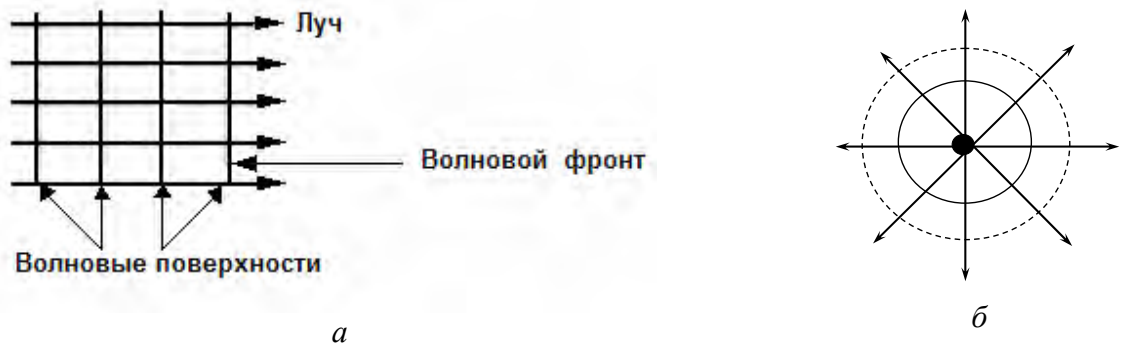 Луч
Волновой фронт
Волновые поверхности
а
б